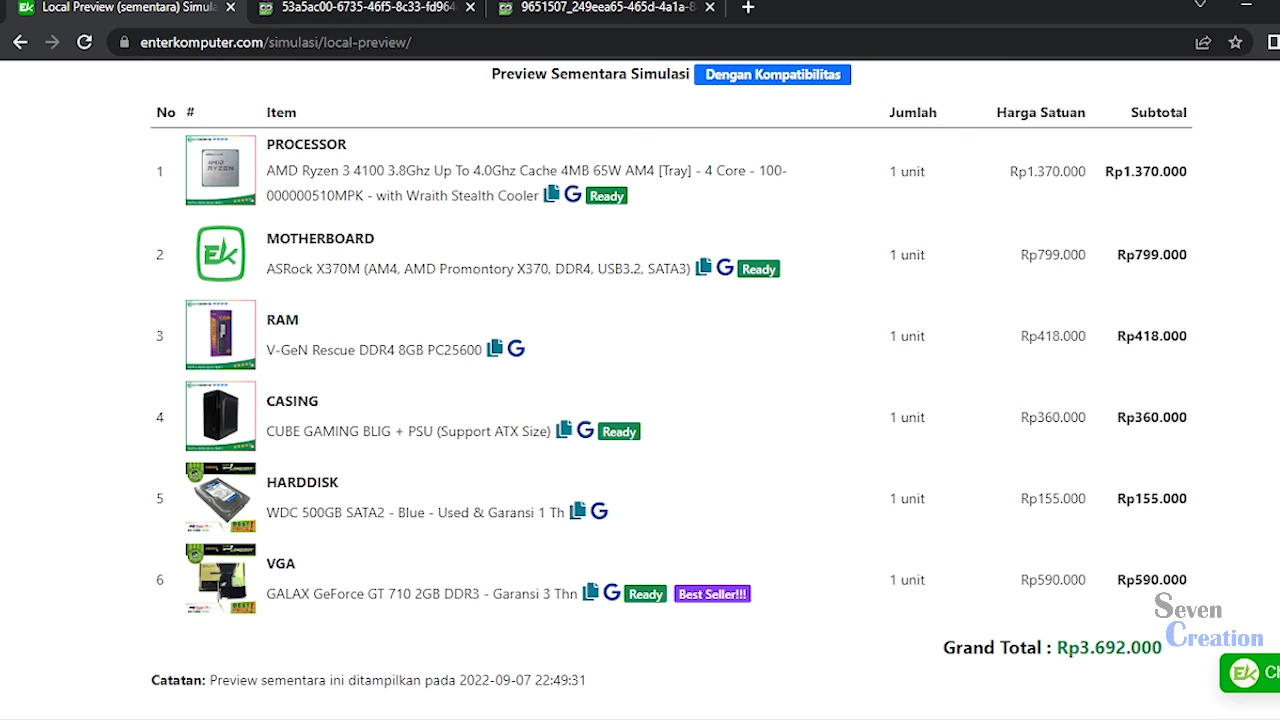 Local Preview (sementara) Simula
53a5ac00-6735-46f5-8c33-fd964
9651507_249eea65-465d-4a1a-8
enterkomputer.com/simulasi/local-preview/
Preview Sementara Simulasi Dengan Kompatibilitas
No # Item Jumlah Harga Satuan Subtotal
PROCESSOR
1 AMD Ryzen 3 4100 3.8Ghz Up To 4.0Ghz Cache 4MB 65W AM4 [Tray] - 4 Core - 100- 1 unit Rp1.370.000 Rp1.370.000
000000510MPK - with Wraith Stealth Cooler Ready
MOTHERBOARD
2 1 unit Rp799.000 Rp799.000
ASRock X370M (AM4, AMD Promontory X370, DDR4, USB3.2, SATA3) Ready
RAM
3 1 unit Rp418.000 Rp418.000
V-GeN Rescue DDR4 8GB PC25600
CASING
4 1 unit Rp360.000 Rp360.000
CUBE GAMING BLIG + PSU (Support ATX Size) Ready
HARDDISK
5 1 unit Rp155.000 Rp155.000
WDC 500GB SATA2 - Blue - Used & Garansi 1 Th
VGA
6 1 unit Rp590.000 Rp590.000
GALAX GeForce GT 710 2GB DDR3 - Garansi 3 Thn Ready Best Seller!!!
Seven
Creation
Grand Total : Rp3.692.000
Catatan: Preview sementara ini ditampilkan pada 2022-09-07 22:49:31
EK Ch